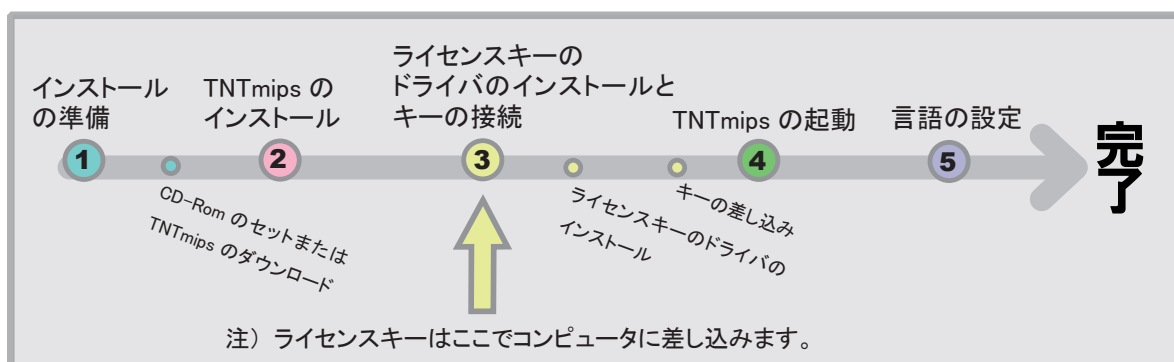 インストール
の準備
TNTmips の
インストール
ライセンスキーの
ドライバのインストールと
キーの接続
TNTmips の起動
言語の設定
1
2
3
4
5
完了
CD-Rom のセットまたは
TNTmips のダウンロード
ライセンスキーのドライバの
インストール
キーの差し込み
注） ライセンスキーはここでコンピュータに差し込みます。